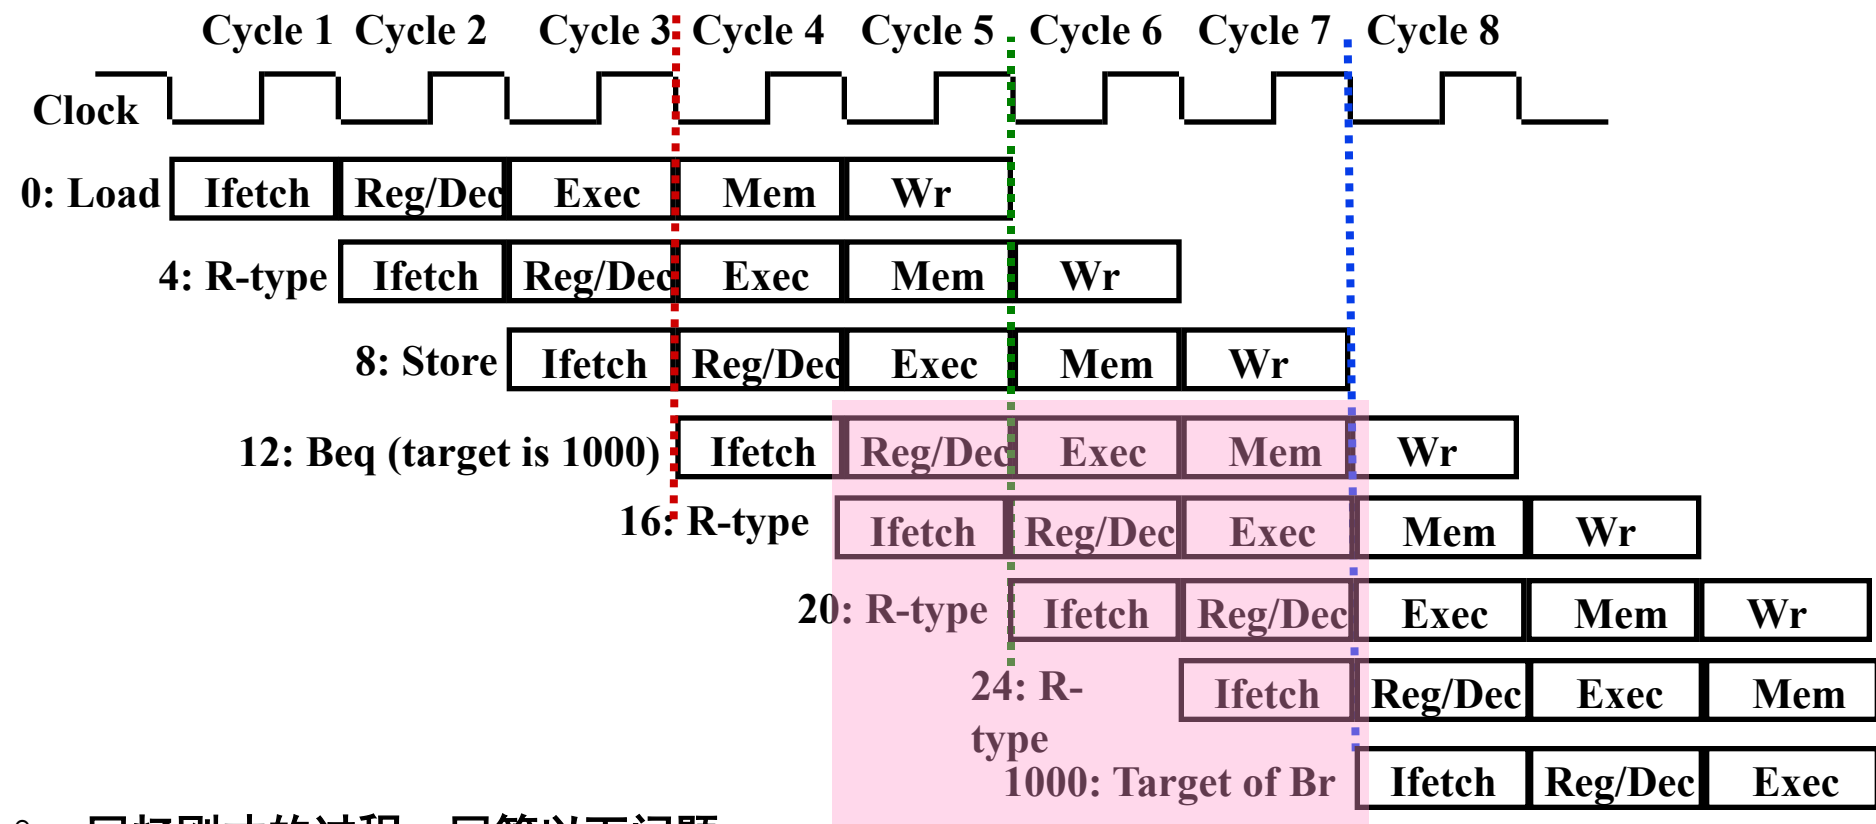 Cycle 1 Cycle 2 Cycle 3 Cycle 4 Cycle 5 Cycle 6 Cycle 7 Cycle 8
Clock
0: Load Ifetch Reg/Dec Exec Mem Wr
4: R-type Ifetch Reg/Dec Exec Mem Wr
8: Store Ifetch Reg/Dec Exec Mem Wr
12: Beq (target is 1000) Ifetch Reg/Dec Exec Mem Wr
16: R-type Ifetch Reg/Dec Exec Mem Wr
20: R-type Ifetch Reg/Dec Exec Mem Wr
24: R- Ifetch Reg/Dec Exec Mem
type
1000: Target of Br Ifetch Reg/Dec Exec